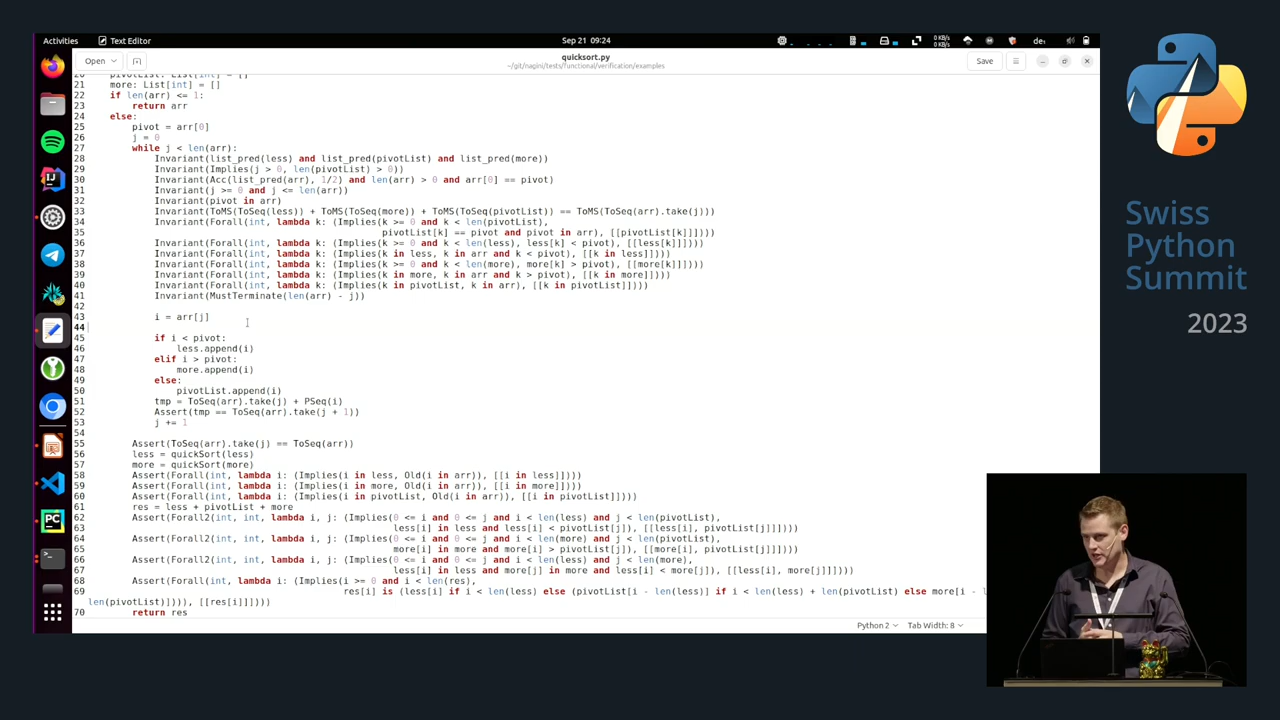 Activities Text Editor Sep 21 09:24 0 KB/s 0 KB/s de₁
Open quicksort.py Save
~/git/nagini/tests/functional/verification/examples
20 pivotList: List[int] = []
21 more: List[int] = []
22 if len(arr) <= 1:
23 return arr
24 else:
25 pivot = arr[0]
26 j = 0
27 while j < len(arr):
28 Invariant(list_pred(less) and list_pred(pivotList) and list_pred(more))
29 Invariant(Implies(j > 0, len(pivotList) > 0))
30 Invariant(Acc(list_pred(arr), 1/2) and len(arr) > 0 and arr[0] == pivot)
31 Invariant(j >= 0 and j <= len(arr))
32 Invariant(pivot in arr)
33 Invariant(ToMS(ToSeq(less)) + ToMS(ToSeq(more)) + ToMS(ToSeq(pivotList)) == ToMS(ToSeq(arr).take(j)))
34 Invariant(Forall(int, lambda k: (Implies(k >= 0 and k < len(pivotList),
35 pivotList[k] == pivot and pivot in arr), [[pivotList[k]]])))
36 Invariant(Forall(int, lambda k: (Implies(k >= 0 and k < len(less), less[k] < pivot), [[less[k]]])))
37 Invariant(Forall(int, lambda k: (Implies(k in less, k in arr and k < pivot), [[k in less]])))
38 Invariant(Forall(int, lambda k: (Implies(k >= 0 and k < len(more), more[k] > pivot), [[more[k]]])))
39 Invariant(Forall(int, lambda k: (Implies(k in more, k in arr and k > pivot), [[k in more]])))
40 Invariant(Forall(int, lambda k: (Implies(k in pivotList, k in arr), [[k in pivotList]])))
41 Invariant(MustTerminate(len(arr) - j))
42
43 i = arr[j]
44
45 if i < pivot:
46 less.append(i)
47 elif i > pivot:
48 more.append(i)
49 else:
50 pivotList.append(i)
51 tmp = ToSeq(arr).take(j) + PSeq(i)
52 Assert(tmp == ToSeq(arr).take(j + 1))
53 j += 1
54
55 Assert(ToSeq(arr).take(j) == ToSeq(arr))
56 less = quickSort(less)
57 more = quickSort(more)
58 Assert(Forall(int, lambda i: (Implies(i in less, Old(i in arr)), [[i in less]])))
59 Assert(Forall(int, lambda i: (Implies(i in more, Old(i in arr)), [[i in more]])))
60 Assert(Forall(int, lambda i: (Implies(i in pivotList, Old(i in arr)), [[i in pivotList]])))
61 res = less + pivotList + more
62 Assert(Forall2(int, int, lambda i, j: (Implies(0 <= i and 0 <= j and i < len(less) and j < len(pivotList),
63 less[i] in less and less[i] < pivotList[j]), [[less[i], pivotList[j]]])))
64 Assert(Forall2(int, int, lambda i, j: (Implies(0 <= i and 0 <= j and i < len(more) and j < len(pivotList),
65 more[i] in more and more[i] > pivotList[j]), [[more[i], pivotList[j]]])))
66 Assert(Forall2(int, int, lambda i, j: (Implies(0 <= i and 0 <= j and i < len(less) and j < len(more),
67 less[i] in less and more[j] in more and less[i] < more[j]), [[less[i], more[j]]])))
68 Assert(Forall(int, lambda i: (Implies(i >= 0 and i < len(res),
69 res[i] is (less[i] if i < len(less) else (pivotList[i - len(less)] if i < len(less) + len(pivotList) else more[i -
len(pivotList)]))), [[res[i]]])))
70 return res
Python 2 Tab Width: 8
Swiss
Python
Summit
2023